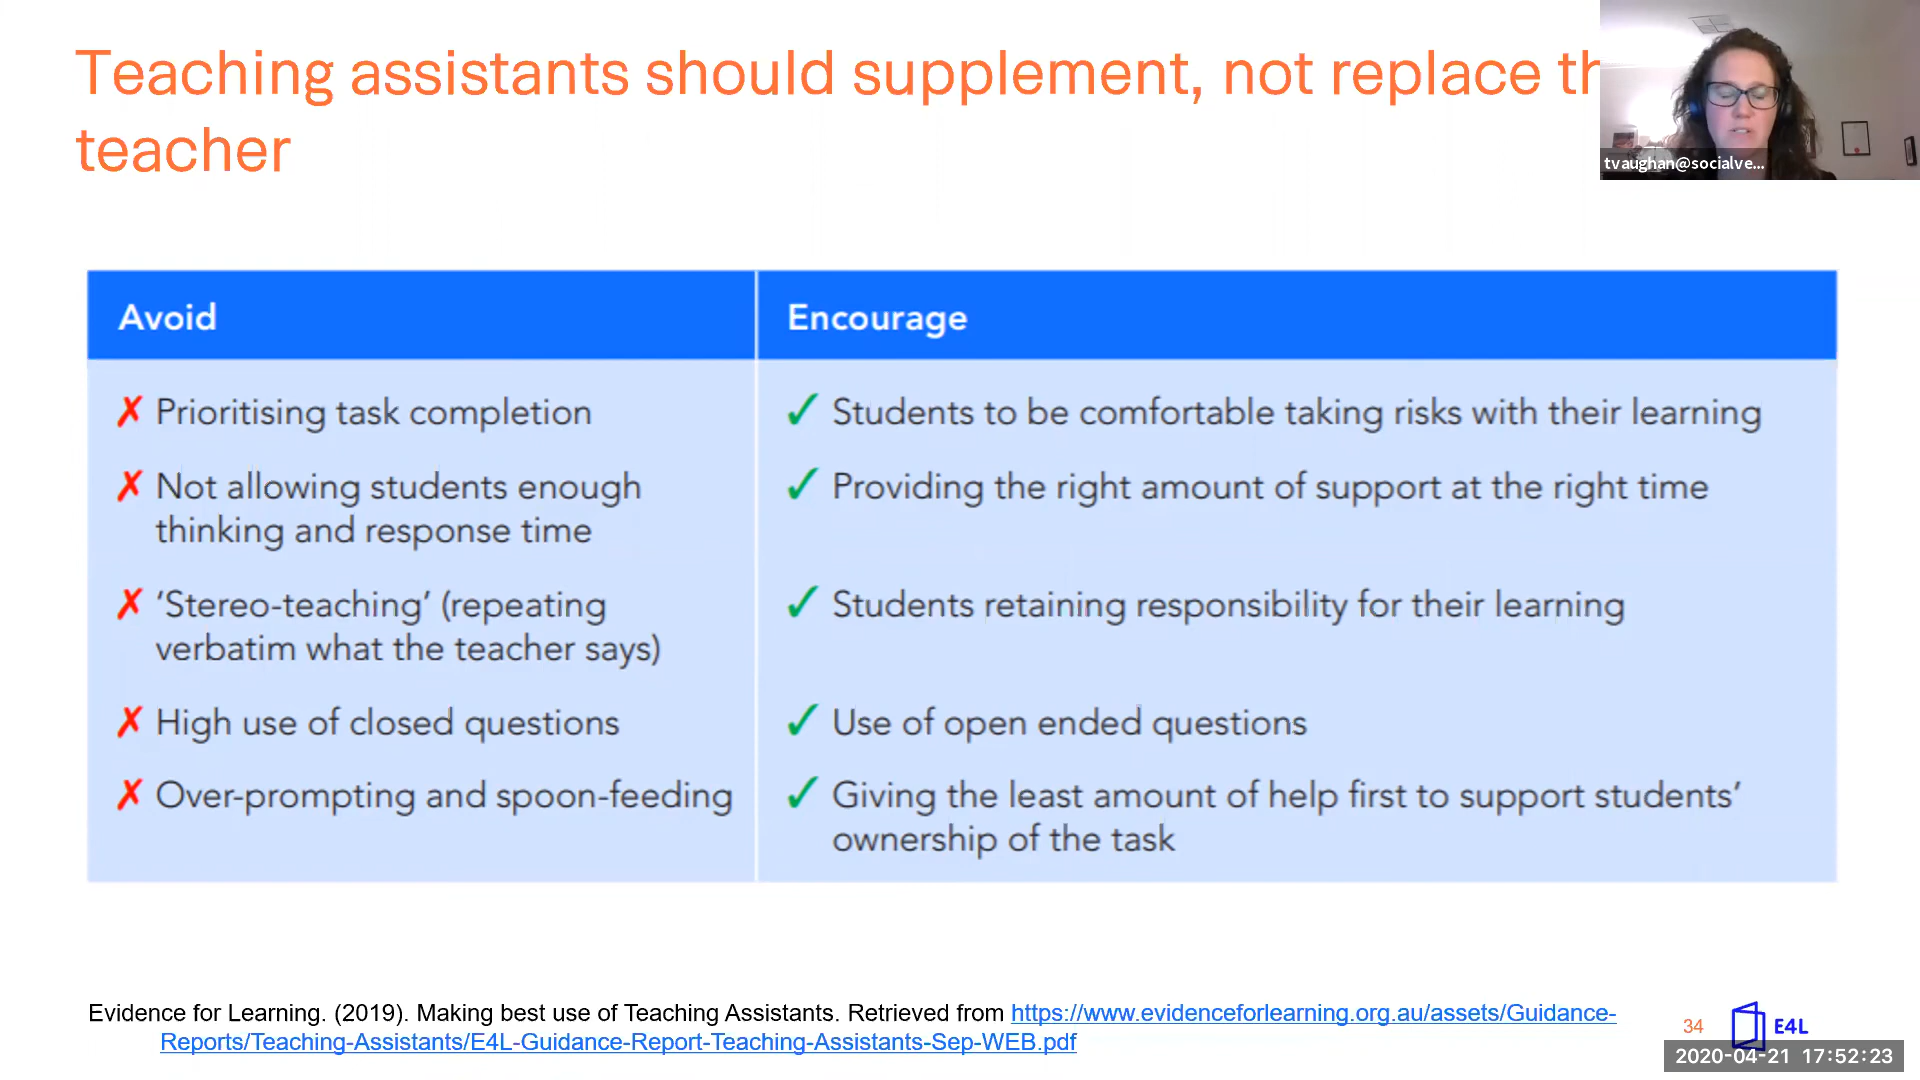 Teaching assistants should supplement, not replace th
teacher
tvaughan@socialve...
Avoid
Encourage
✗ Prioritising task completion
✓ Students to be comfortable taking risks with their learning
✗ Not allowing students enough
thinking and response time
✓ Providing the right amount of support at the right time
✗ ‘Stereo-teaching’ (repeating
verbatim what the teacher says)
✓ Students retaining responsibility for their learning
✗ High use of closed questions
✓ Use of open ended questions
✗ Over-prompting and spoon-feeding
✓ Giving the least amount of help first to support students’
ownership of the task
Evidence for Learning. (2019). Making best use of Teaching Assistants. Retrieved from https://www.evidenceforlearning.org.au/assets/Guidance-
Reports/Teaching-Assistants/E4L-Guidance-Report-Teaching-Assistants-Sep-WEB.pdf
34
E4L
2020-04-21 17:52:23